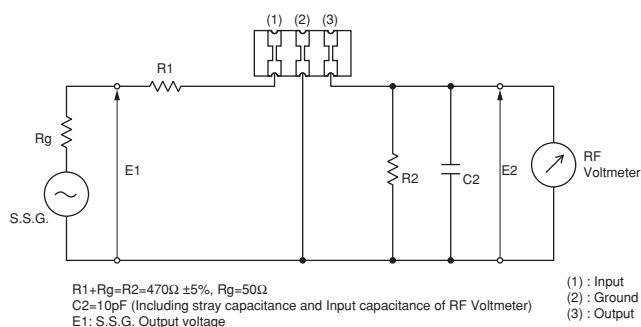 (1) (2) (3)
R1
Rg
E1
S.S.G.
R2
C2
E2
RF
Voltmeter
R1+Rg=R2=470Ω ±5%, Rg=50Ω
C2=10pF (Including stray capacitance and Input capacitance of RF Voltmeter)
E1: S.S.G. Output voltage
(1) : Input
(2) : Ground
(3) : Output